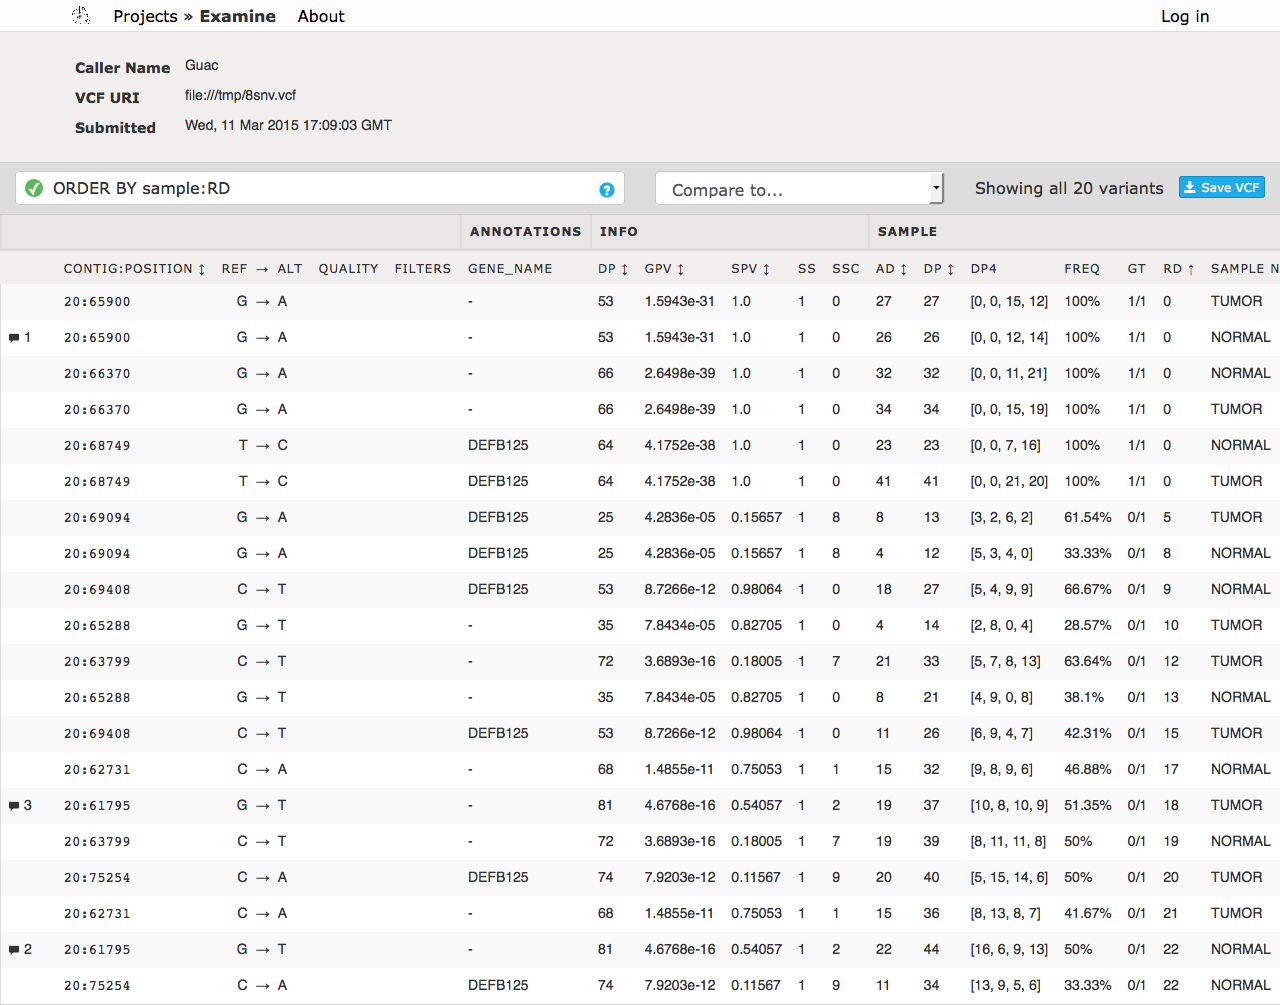 Projects » Examine About Log in
Caller Name Guac
VCF URI file:///tmp/8snv.vcf
Submitted Wed, 11 Mar 2015 17:09:03 GMT
ORDER BY sample:RD ? Compare to... Showing all 20 variants Save VCF
ANNOTATIONS INFO SAMPLE
CONTIG:POSITION ↕ REF → ALT QUALITY FILTERS GENE_NAME DP ↕ GPV ↕ SPV ↕ SS SSC AD ↕ DP ↕ DP4 FREQ GT RD ↑ SAMPLE N
20:65900 G → A - 53 1.5943e-31 1.0 1 0 27 27 [0, 0, 15, 12] 100% 1/1 0 TUMOR
1 20:65900 G → A - 53 1.5943e-31 1.0 1 0 26 26 [0, 0, 12, 14] 100% 1/1 0 NORMAL
20:66370 G → A - 66 2.6498e-39 1.0 1 0 32 32 [0, 0, 11, 21] 100% 1/1 0 NORMAL
20:66370 G → A - 66 2.6498e-39 1.0 1 0 34 34 [0, 0, 15, 19] 100% 1/1 0 TUMOR
20:68749 T → C DEFB125 64 4.1752e-38 1.0 1 0 23 23 [0, 0, 7, 16] 100% 1/1 0 NORMAL
20:68749 T → C DEFB125 64 4.1752e-38 1.0 1 0 41 41 [0, 0, 21, 20] 100% 1/1 0 TUMOR
20:69094 G → A DEFB125 25 4.2836e-05 0.15657 1 8 8 13 [3, 2, 6, 2] 61.54% 0/1 5 TUMOR
20:69094 G → A DEFB125 25 4.2836e-05 0.15657 1 8 4 12 [5, 3, 4, 0] 33.33% 0/1 8 NORMAL
20:69408 C → T DEFB125 53 8.7266e-12 0.98064 1 0 18 27 [5, 4, 9, 9] 66.67% 0/1 9 NORMAL
20:65288 G → T - 35 7.8434e-05 0.82705 1 0 4 14 [2, 8, 0, 4] 28.57% 0/1 10 TUMOR
20:63799 C → T - 72 3.6893e-16 0.18005 1 7 21 33 [5, 7, 8, 13] 63.64% 0/1 12 TUMOR
20:65288 G → T - 35 7.8434e-05 0.82705 1 0 8 21 [4, 9, 0, 8] 38.1% 0/1 13 NORMAL
20:69408 C → T DEFB125 53 8.7266e-12 0.98064 1 0 11 26 [6, 9, 4, 7] 42.31% 0/1 15 TUMOR
20:62731 C → A - 68 1.4855e-11 0.75053 1 1 15 32 [9, 8, 9, 6] 46.88% 0/1 17 NORMAL
3 20:61795 G → T - 81 4.6768e-16 0.54057 1 2 19 37 [10, 8, 10, 9] 51.35% 0/1 18 TUMOR
20:63799 C → T - 72 3.6893e-16 0.18005 1 7 19 39 [8, 11, 11, 8] 50% 0/1 19 NORMAL
20:75254 C → A DEFB125 74 7.9203e-12 0.11567 1 9 20 40 [5, 15, 14, 6] 50% 0/1 20 TUMOR
20:62731 C → A - 68 1.4855e-11 0.75053 1 1 15 36 [8, 13, 8, 7] 41.67% 0/1 21 TUMOR
2 20:61795 G → T - 81 4.6768e-16 0.54057 1 2 22 44 [16, 6, 9, 13] 50% 0/1 22 NORMAL
20:75254 C → A DEFB125 74 7.9203e-12 0.11567 1 9 11 34 [13, 9, 5, 6] 33.33% 0/1 22 NORMAL